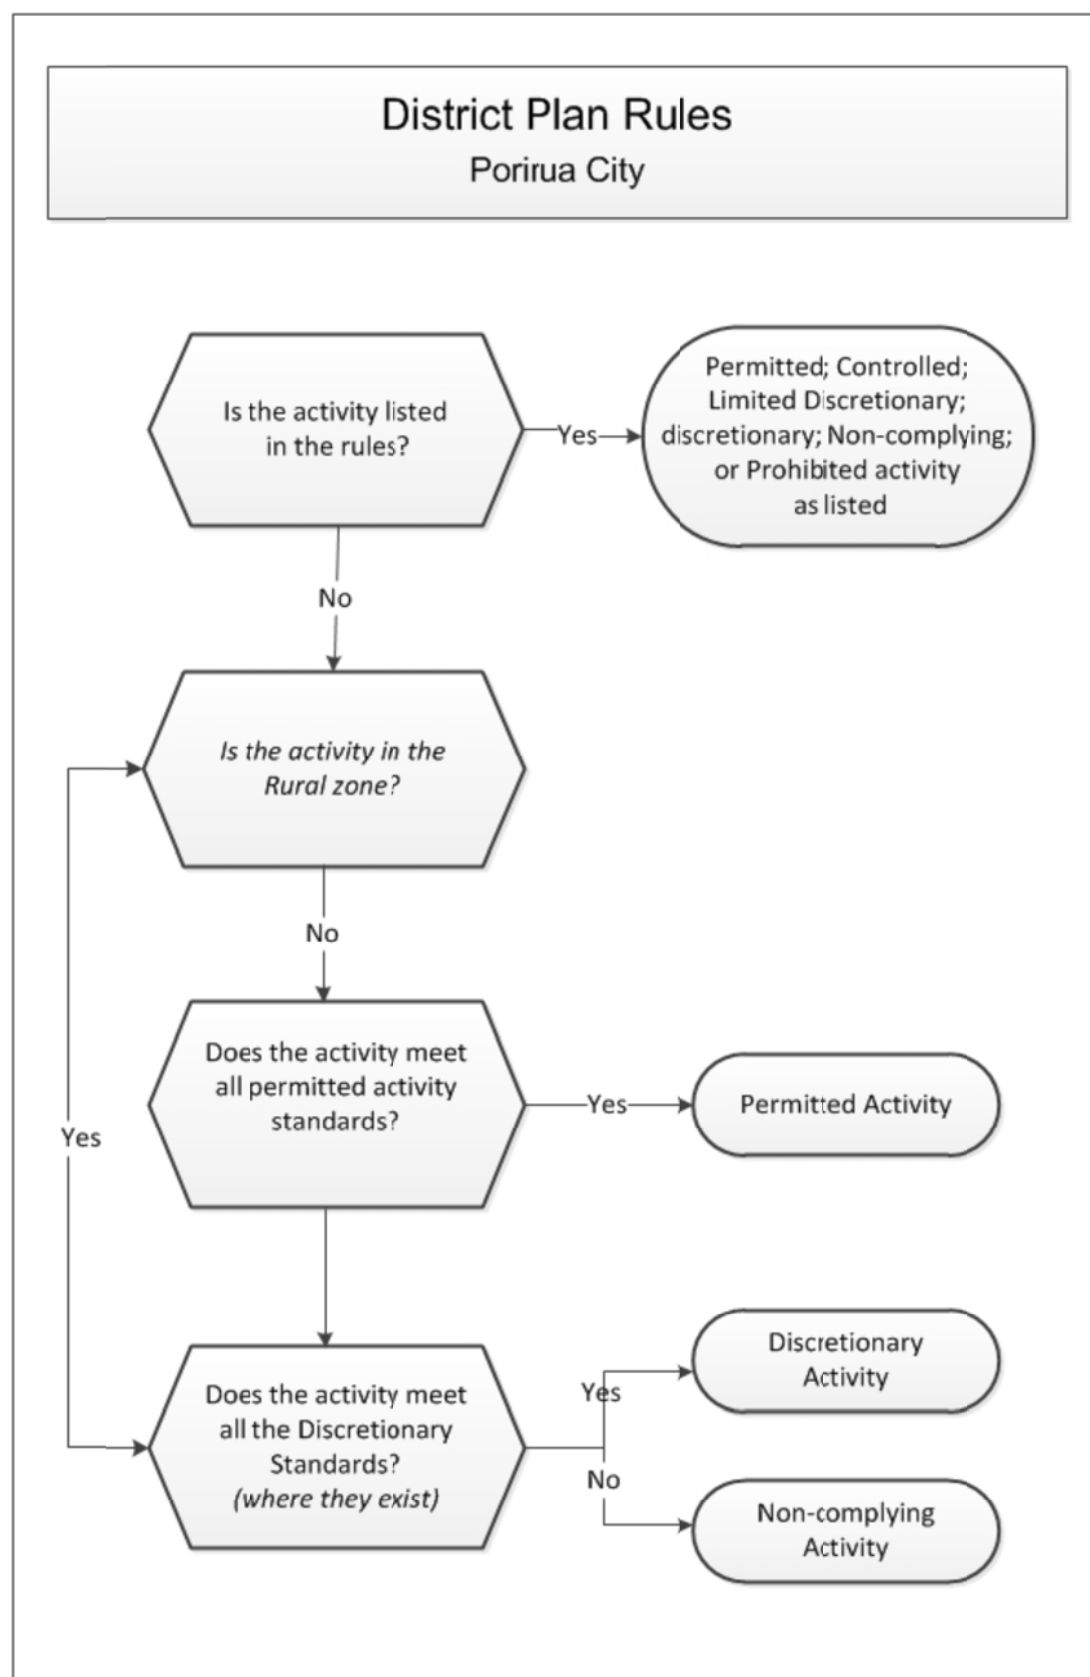 District Plan Rules
Porirua City
Is the activity listed
in the rules?
Yes
Permitted; Controlled;
Limited Discretionary;
discretionary; Non-complying;
or Prohibited activity
as listed
No
Is the activity in the
Rural zone?
No
Does the activity meet
all permitted activity
standards?
Yes
Permitted Activity
Yes
Does the activity meet
all the Discretionary
Standards?
(where they exist)
Yes
Discretionary
Activity
No
Non-complying
Activity